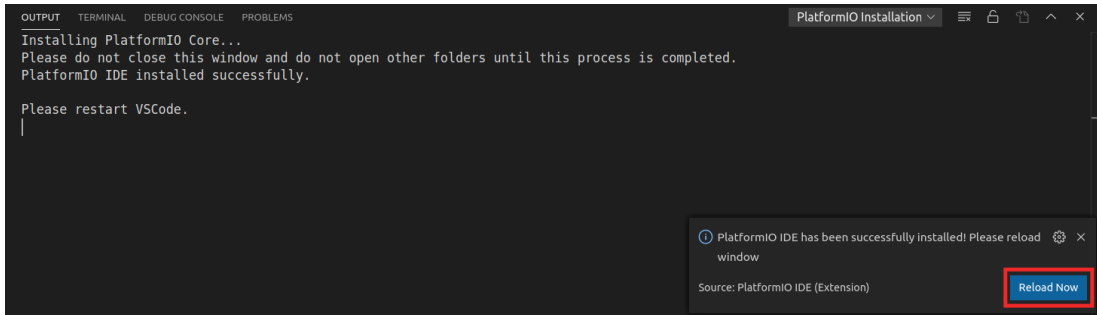 OUTPUT TERMINAL DEBUG CONSOLE PROBLEMS PlatformIO Installation
Installing PlatformIO Core...
Please do not close this window and do not open other folders until this process is completed.
PlatformIO IDE installed successfully.
Please restart VSCode.
PlatformIO IDE has been successfully installed! Please reload
window
Source: PlatformIO IDE (Extension) Reload Now